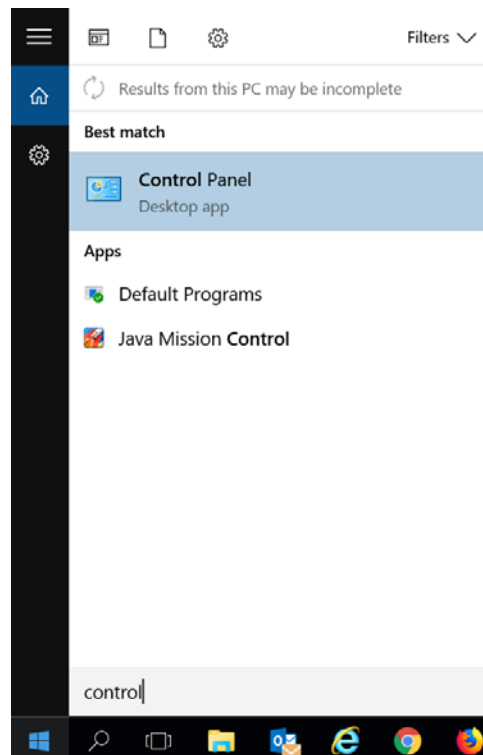 Filters
Results from this PC may be incomplete
Best match
Control Panel
Desktop app
Apps
Default Programs
Java Mission Control
control